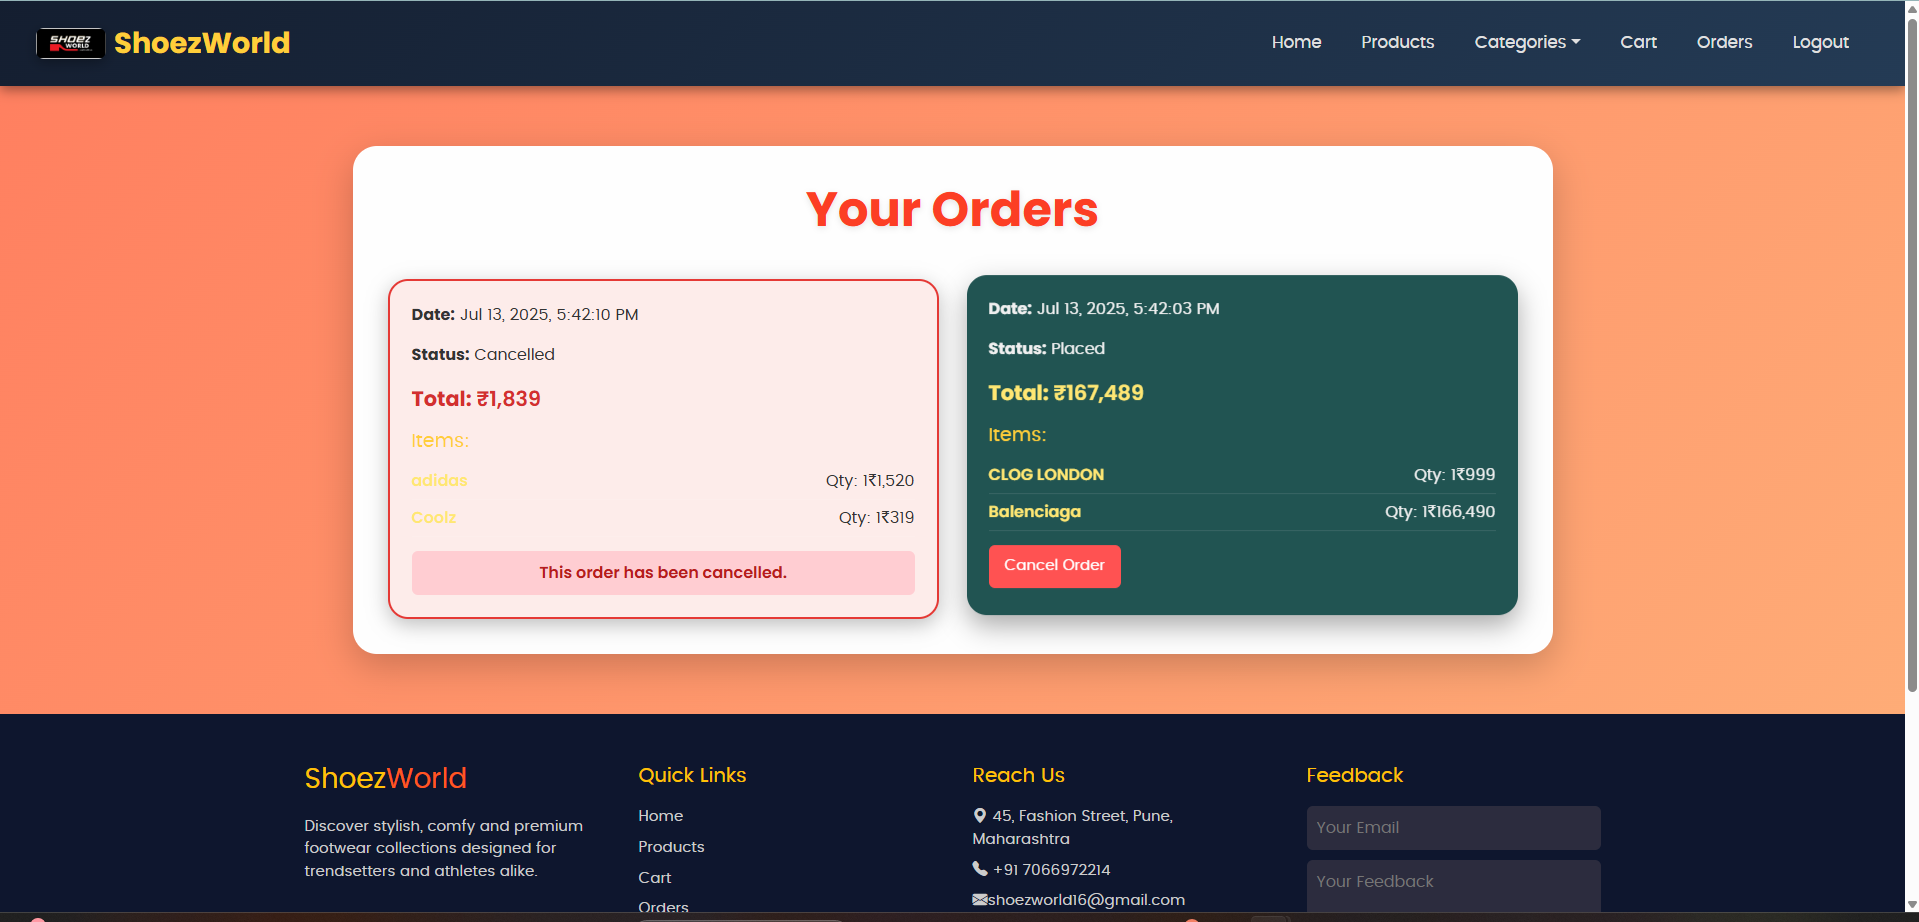 SHOEZ
WORLD
ShoezWorld
Home
Products
Categories
Cart
Orders
Logout
Your Orders
Date: Jul 13, 2025, 5:42:10 PM
Status: Cancelled
Total: ₹1,839
Items:
adidas Qty: 1₹1,520
Coolz Qty: 1₹319
This order has been cancelled.
Date: Jul 13, 2025, 5:42:03 PM
Status: Placed
Total: ₹167,489
Items:
CLOG LONDON Qty: 1₹999
Balenciaga Qty: 1₹166,490
Cancel Order
ShoezWorld
Discover stylish, comfy and premium
footwear collections designed for
trendsetters and athletes alike.
Quick Links
Home
Products
Cart
Orders
Reach Us
45, Fashion Street, Pune,
Maharashtra
+91 7066972214
shoezworld16@gmail.com
Feedback
Your Email
Your Feedback